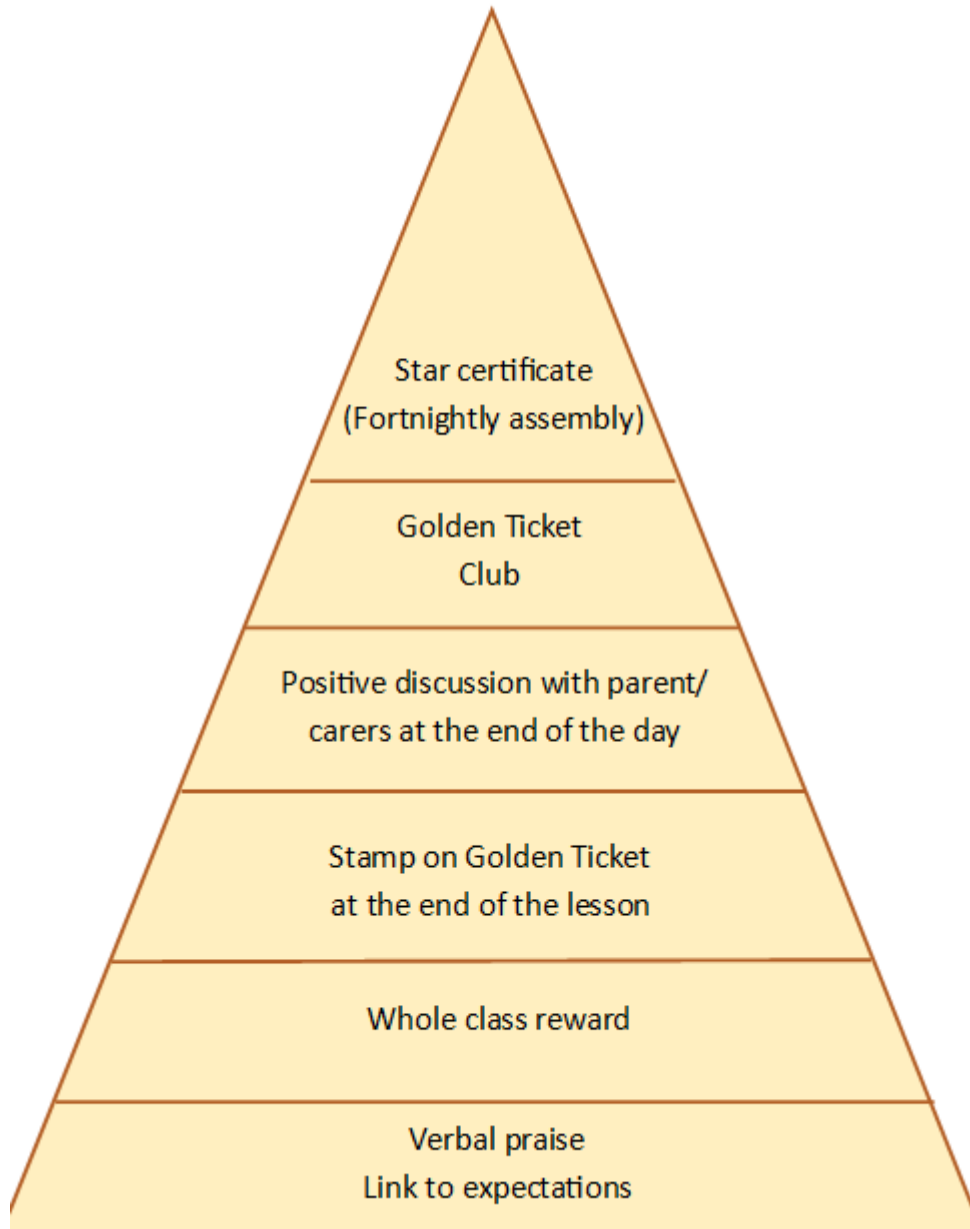 Star certificate
(Fortnightly assembly)
Golden Ticket
Club
Positive discussion with parent/
carers at the end of the day
Stamp on Golden Ticket
at the end of the lesson
Whole class reward
Verbal praise
Link to expectations